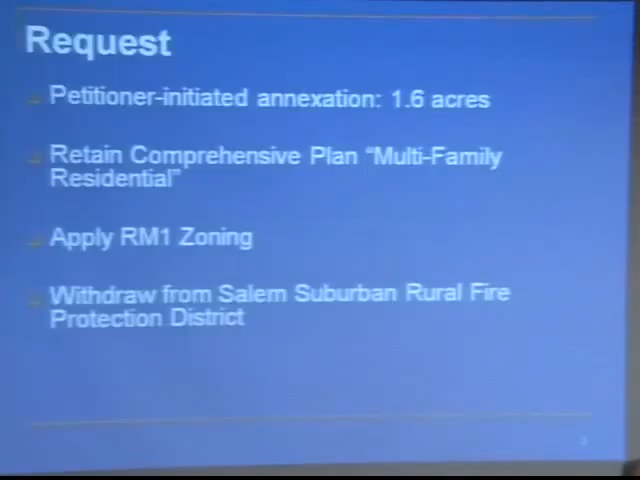 Request
Petitioner-initiated annexation: 1.6 acres
Retain Comprehensive Plan “Multi-Family
Residential”
Apply RM1 Zoning
Withdraw from Salem Suburban Rural Fire
Protection District